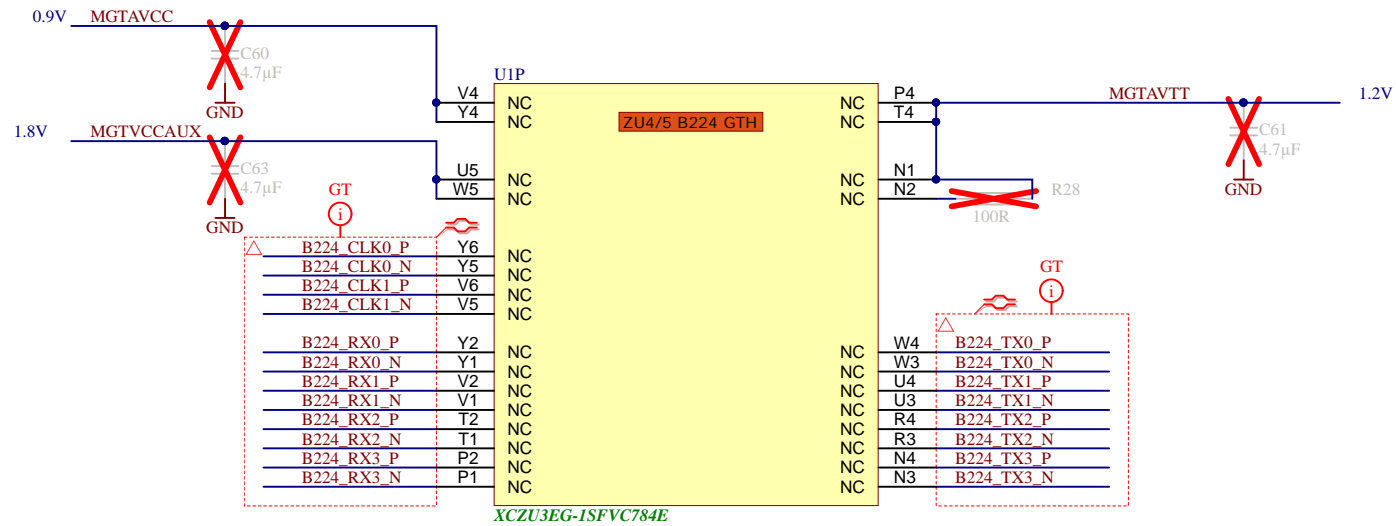 0.9V MGTAVCC
C60
4.7µF
GND
1.8V MGTVCCAUX
C63
4.7µF
GND
U1P
ZU4/5 B224 GTH
V4 NC
Y4 NC
U5 NC
W5 NC
GT
i
B224_CLK0_P Y6 NC
B224_CLK0_N Y5 NC
B224_CLK1_P V6 NC
B224_CLK1_N V5 NC
B224_RX0_P Y2 NC
B224_RX0_N Y1 NC
B224_RX1_P V2 NC
B224_RX1_N V1 NC
B224_RX2_P T2 NC
B224_RX2_N T1 NC
B224_RX3_P P2 NC
B224_RX3_N P1 NC
NC P4 MGTAVTT 1.2V
NC T4
C61
4.7µF
GND
NC N1
NC N2
R28
100R
GT
i
NC W4 B224_TX0_P
NC W3 B224_TX0_N
NC U4 B224_TX1_P
NC U3 B224_TX1_N
NC R4 B224_TX2_P
NC R3 B224_TX2_N
NC N4 B224_TX3_P
NC N3 B224_TX3_N
XCZU3EG-1SFVC784E